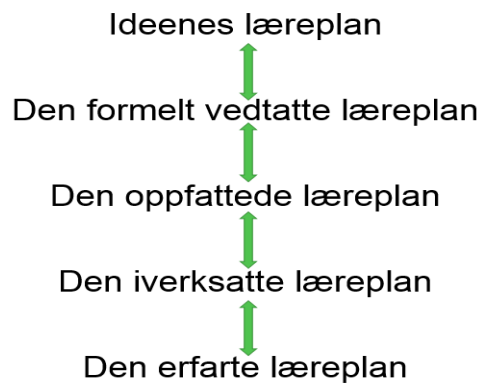 Ideenes læreplan
Den formelt vedtatte læreplan
Den oppfattede læreplan
Den iverksatte læreplan
Den erfarte læreplan